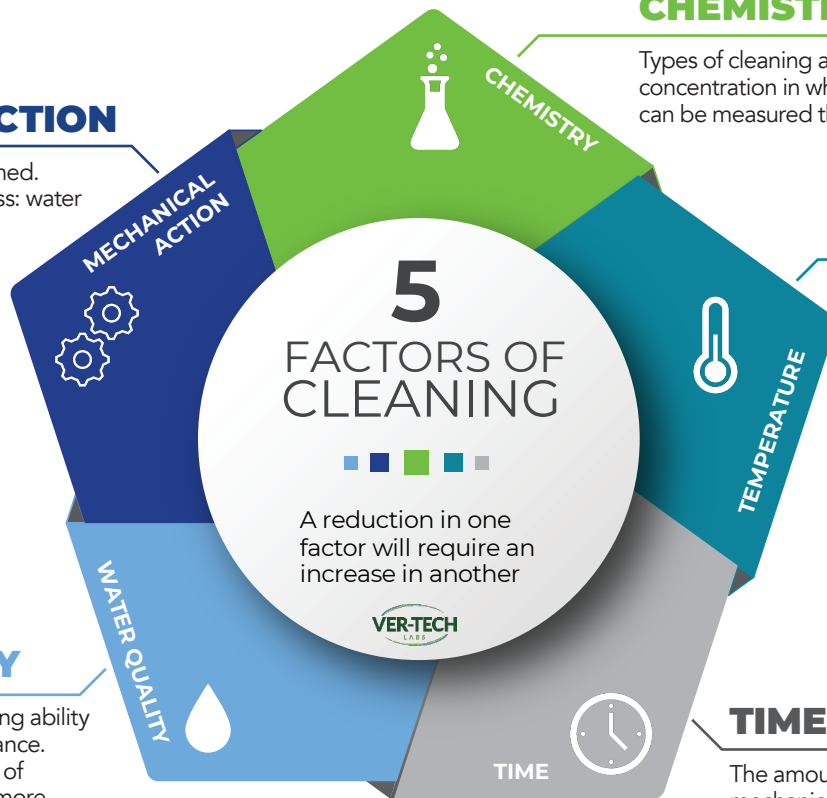 CHEMIST
Types of cleaning a
concentration in wh
can be measured th
CTION
ned.
ss: water
CHEMISTRY
MECHANICAL
ACTION
TEMPERATURE
5
FACTORS OF
CLEANING
A reduction in one
factor will require an
increase in another
VER-TECH
LABS
WATER QUALITY
Y
ng ability
ance.
of
more
TIME
TIME
The amou